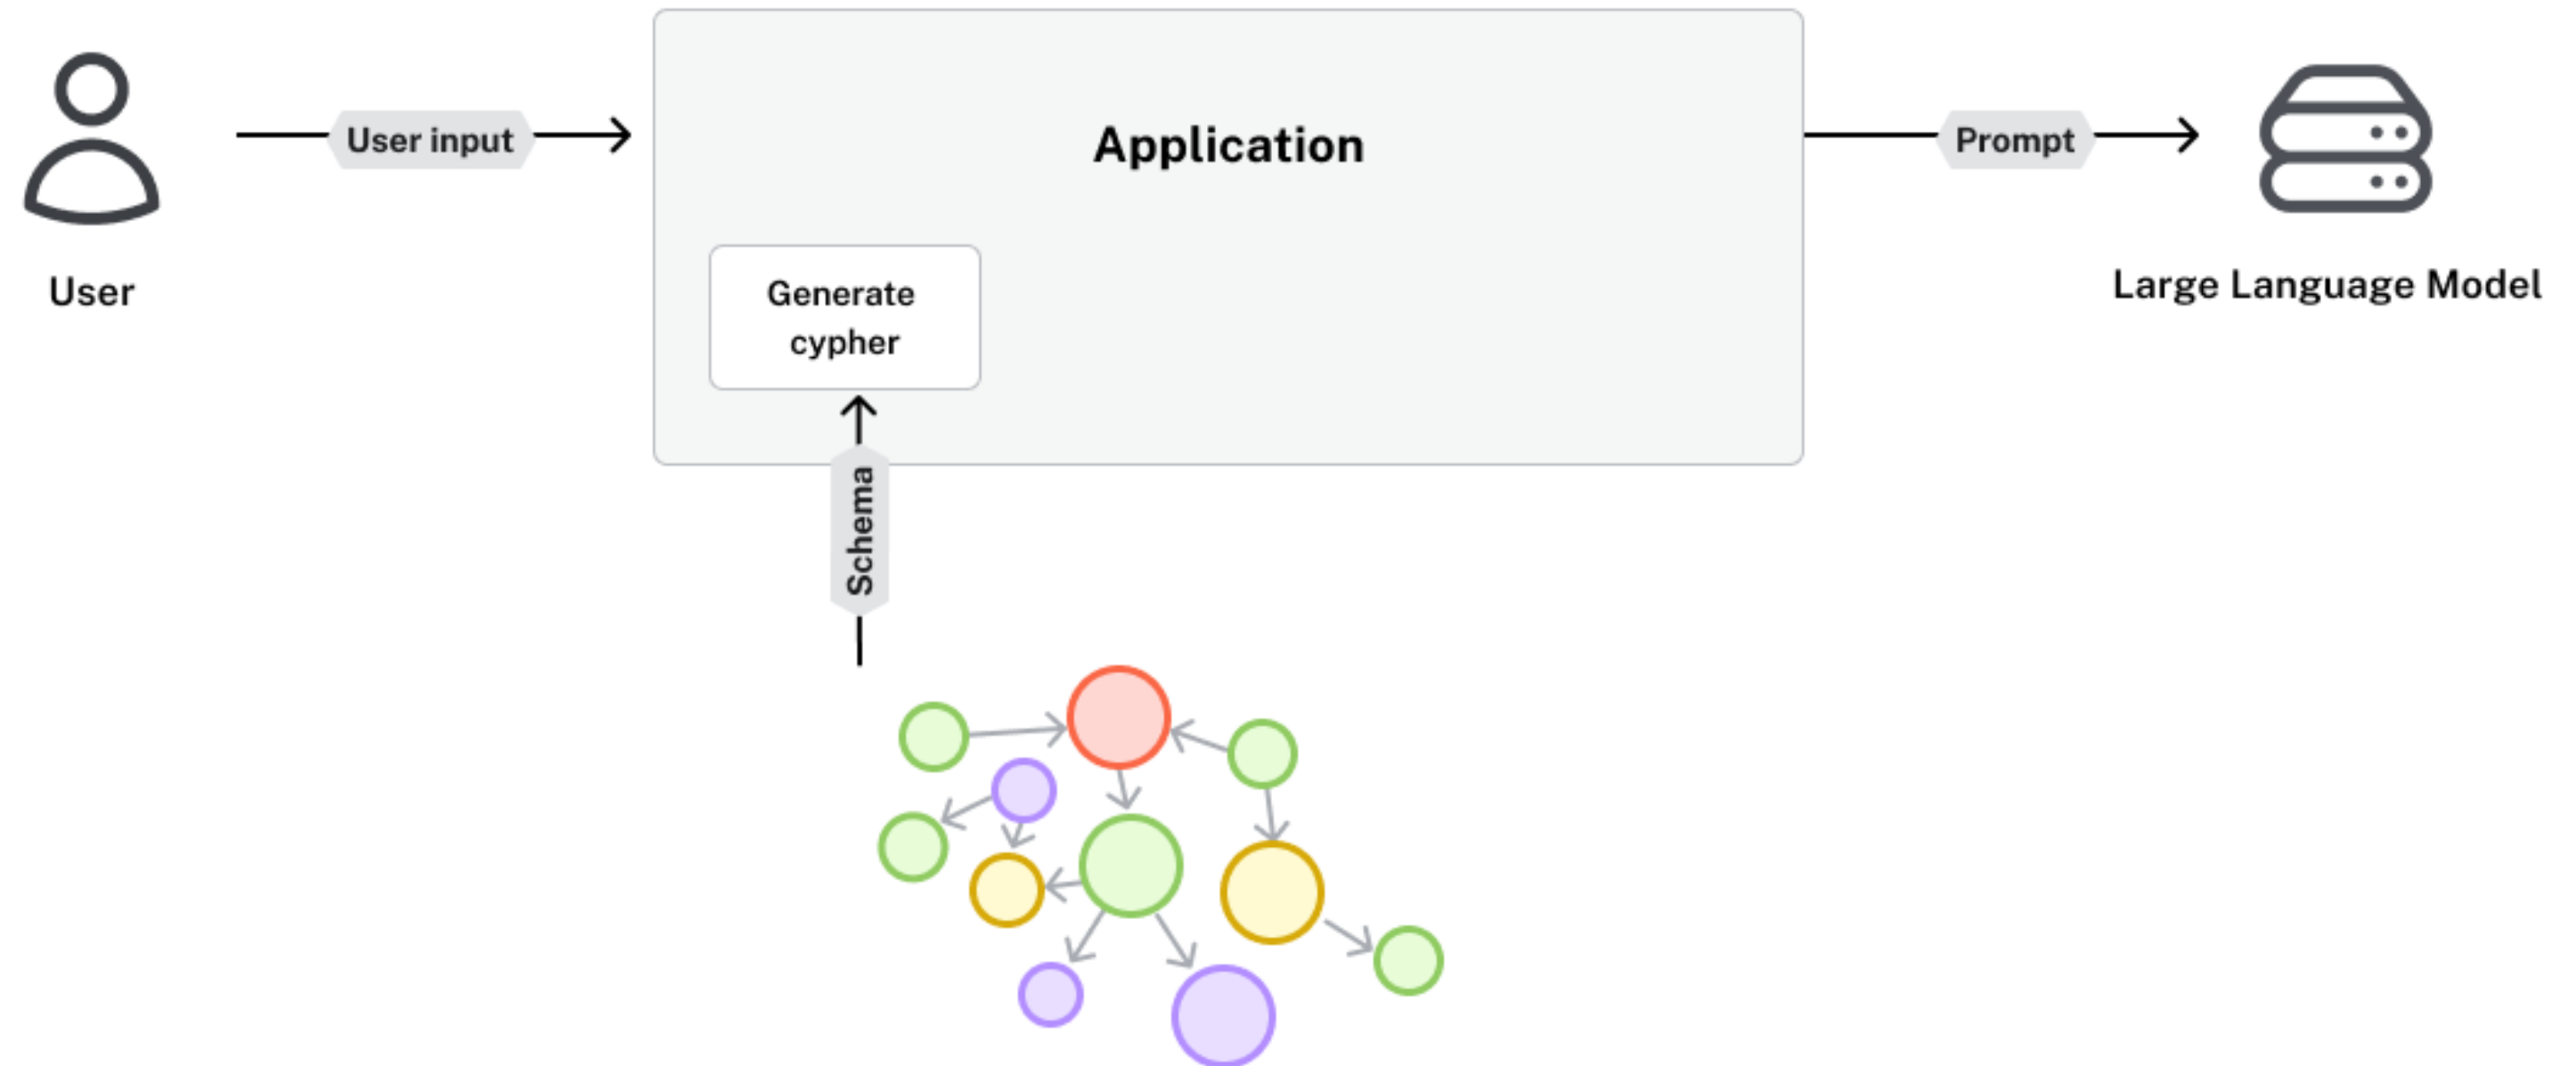 User input
Application
Prompt
User
Large Language Model
Generate
cypher
Schema